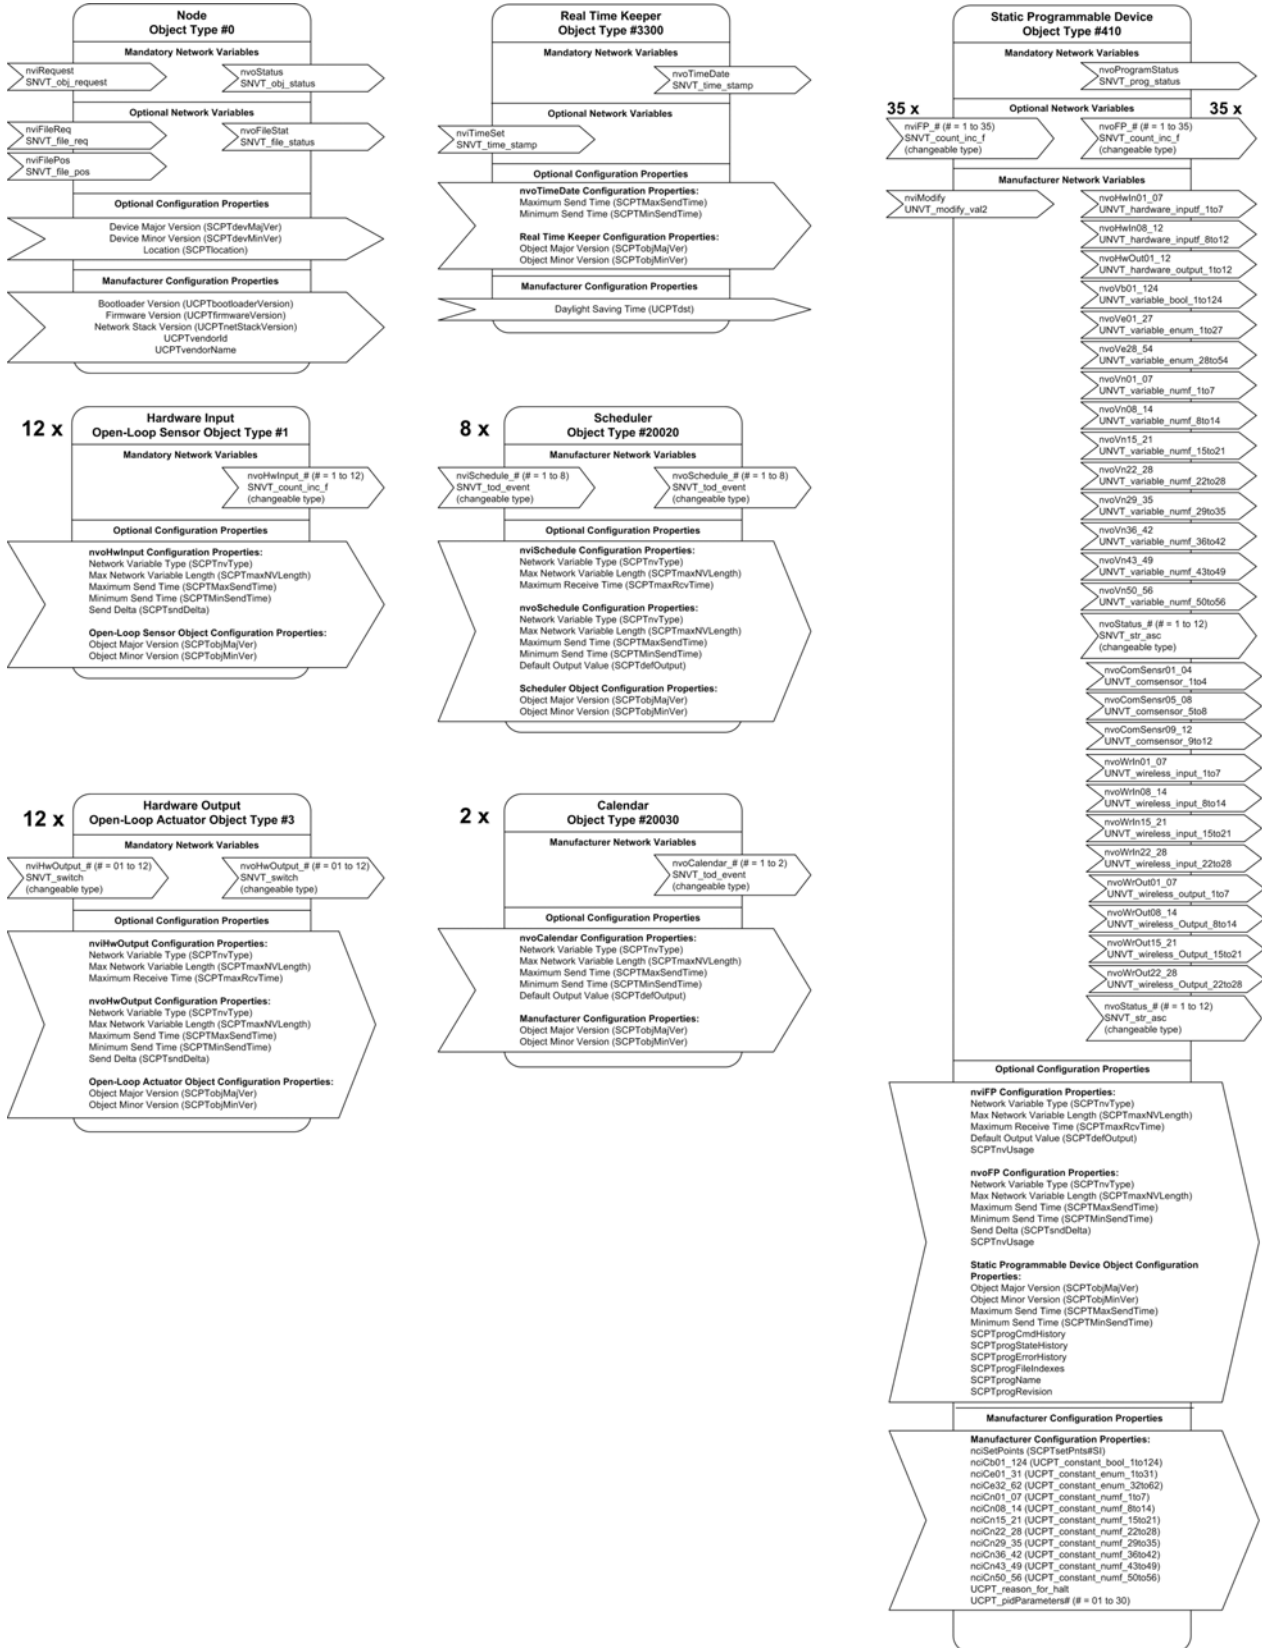 Node
Object Type #0
Mandatory Network Variables
nviRequest
SNVT_obj_request
nvoStatus
SNVT_obj_status
Optional Network Variables
nviFileReq
SNVT_file_req
nvoFileStat
SNVT_file_status
nviFilePos
SNVT_file_pos
Optional Configuration Properties
Device Major Version (SCPTdevMajVer)
Device Minor Version (SCPTdevMinVer)
Location (SCPTlocation)
Manufacturer Configuration Properties
Bootloader Version (UCPTbootloaderVersion)
Firmware Version (UCPTfirmwareVersion)
Network Stack Version (UCPTnetStackVersion)
UCPTvendorId
UCPTvendorName
Real Time Keeper
Object Type #3300
Mandatory Network Variables
nvoTimeDate
SNVT_time_stamp
Optional Network Variables
nviTimeSet
SNVT_time_stamp
Optional Configuration Properties
nvoTimeDate Configuration Properties:
Maximum Send Time (SCPTMaxSendTime)
Minimum Send Time (SCPTMinSendTime)
Real Time Keeper Configuration Properties:
Object Major Version (SCPTobjMajVer)
Object Minor Version (SCPTobjMinVer)
Manufacturer Configuration Properties
Daylight Saving Time (UCPTdst)
12 x
Hardware Input
Open-Loop Sensor Object Type #1
Mandatory Network Variables
nvoHwInput_# (# = 1 to 12)
SNVT_count_inc_f
(changeable type)
Optional Configuration Properties
nvoHwInput Configuration Properties:
Network Variable Type (SCPTnvType)
Max Network Variable Length (SCPTmaxNVLength)
Maximum Send Time (SCPTMaxSendTime)
Minimum Send Time (SCPTMinSendTime)
Send Delta (SCPTsndDelta)
Open-Loop Sensor Object Configuration Properties:
Object Major Version (SCPTobjMajVer)
Object Minor Version (SCPTobjMinVer)
8 x
Scheduler
Object Type #20020
Manufacturer Network Variables
nviSchedule_# (# = 1 to 8)
SNVT_tod_event
(changeable type)
nvoSchedule_# (# = 1 to 8)
SNVT_tod_event
(changeable type)
Optional Configuration Properties
nviSchedule Configuration Properties:
Network Variable Type (SCPTnvType)
Max Network Variable Length (SCPTmaxNVLength)
Maximum Receive Time (SCPTmaxRcvTime)
nvoSchedule Configuration Properties:
Network Variable Type (SCPTnvType)
Max Network Variable Length (SCPTmaxNVLength)
Maximum Send Time (SCPTMaxSendTime)
Minimum Send Time (SCPTMinSendTime)
Default Output Value (SCPTdefOutput)
Scheduler Object Configuration Properties:
Object Major Version (SCPTobjMajVer)
Object Minor Version (SCPTobjMinVer)
12 x
Hardware Output
Open-Loop Actuator Object Type #3
Mandatory Network Variables
nviHwOutput_# (# = 01 to 12)
SNVT_switch
(changeable type)
nvoHwOutput_# (# = 01 to 12)
SNVT_switch
(changeable type)
Optional Configuration Properties
nviHwOutput Configuration Properties:
Network Variable Type (SCPTnvType)
Max Network Variable Length (SCPTmaxNVLength)
Maximum Receive Time (SCPTmaxRcvTime)
nvoHwOutput Configuration Properties:
Network Variable Type (SCPTnvType)
Max Network Variable Length (SCPTmaxNVLength)
Maximum Send Time (SCPTMaxSendTime)
Minimum Send Time (SCPTMinSendTime)
Send Delta (SCPTsndDelta)
Open-Loop Actuator Object Configuration Properties:
Object Major Version (SCPTobjMajVer)
Object Minor Version (SCPTobjMinVer)
2 x
Calendar
Object Type #20030
Manufacturer Network Variables
nvoCalendar_# (# = 1 to 2)
SNVT_tod_event
(changeable type)
Optional Configuration Properties
nvoCalendar Configuration Properties:
Network Variable Type (SCPTnvType)
Max Network Variable Length (SCPTmaxNVLength)
Maximum Send Time (SCPTMaxSendTime)
Minimum Send Time (SCPTMinSendTime)
Default Output Value (SCPTdefOutput)
Manufacturer Configuration Properties:
Object Major Version (SCPTobjMajVer)
Object Minor Version (SCPTobjMinVer)
Static Programmable Device
Object Type #410
Mandatory Network Variables
nvoProgramStatus
SNVT_prog_status
35 x
Optional Network Variables
35 x
nviFP_# (# = 1 to 35)
SNVT_count_inc_f
(changeable type)
nvoFP_# (# = 1 to 35)
SNVT_count_inc_f
(changeable type)
Manufacturer Network Variables
nviModify
UNVT_modify_val2
nvoHwIn01_07
UNVT_hardware_inputf_1to7
nvoHwIn08_12
UNVT_hardware_inputf_8to12
nvoHwOut01_12
UNVT_hardware_output_1to12
nvoVb01_124
UNVT_variable_bool_1to124
nvoVe01_27
UNVT_variable_enum_1to27
nvoVe28_54
UNVT_variable_enum_28to54
nvoVn01_07
UNVT_variable_numf_1to7
nvoVn08_14
UNVT_variable_numf_8to14
nvoVn15_21
UNVT_variable_numf_15to21
nvoVn22_28
UNVT_variable_numf_22to28
nvoVn29_35
UNVT_variable_numf_29to35
nvoVn36_42
UNVT_variable_numf_36to42
nvoVn43_49
UNVT_variable_numf_43to49
nvoVn50_56
UNVT_variable_numf_50to56
nvoStatus_# (# = 1 to 12)
SNVT_str_asc
(changeable type)
nvoComSensr01_04
UNVT_comsensor_1to4
nvoComSensr05_08
UNVT_comsensor_5to8
nvoComSensr09_12
UNVT_comsensor_9to12
nvoWrIn01_07
UNVT_wireless_input_1to7
nvoWrIn08_14
UNVT_wireless_input_8to14
nvoWrIn15_21
UNVT_wireless_input_15to21
nvoWrIn22_28
UNVT_wireless_input_22to28
nvoWrOut01_07
UNVT_wireless_output_1to7
nvoWrOut08_14
UNVT_wireless_Output_8to14
nvoWrOut15_21
UNVT_wireless_Output_15to21
nvoWrOut22_28
UNVT_wireless_Output_22to28
nvoStatus_# (# = 1 to 12)
SNVT_str_asc
(changeable type)
Optional Configuration Properties
nviFP Configuration Properties:
Network Variable Type (SCPTnvType)
Max Network Variable Length (SCPTmaxNVLength)
Maximum Receive Time (SCPTmaxRcvTime)
Default Output Value (SCPTdefOutput)
SCPTnvUsage
nvoFP Configuration Properties:
Network Variable Type (SCPTnvType)
Max Network Variable Length (SCPTmaxNVLength)
Maximum Send Time (SCPTMaxSendTime)
Minimum Send Time (SCPTMinSendTime)
Send Delta (SCPTsndDelta)
SCPTnvUsage
Static Programmable Device Object Configuration
Properties:
Object Major Version (SCPTobjMajVer)
Object Minor Version (SCPTobjMinVer)
Maximum Send Time (SCPTMaxSendTime)
Minimum Send Time (SCPTMinSendTime)
SCPTprogCmdHistory
SCPTprogStateHistory
SCPTprogErrorHistory
SCPTprogFileIndexes
SCPTprogName
SCPTprogRevision
Manufacturer Configuration Properties
Manufacturer Configuration Properties:
nciSetPoints (SCPTsetPnts#SI)
nciCb01_124 (UCPT_constant_bool_1to124)
nciCe01_31 (UCPT_constant_enum_1to31)
nciCe32_62 (UCPT_constant_enum_32to62)
nciCn01_07 (UCPT_constant_numf_1to7)
nciCn08_14 (UCPT_constant_numf_8to14)
nciCn15_21 (UCPT_constant_numf_15to21)
nciCn22_28 (UCPT_constant_numf_22to28)
nciCn29_35 (UCPT_constant_numf_29to35)
nciCn36_42 (UCPT_constant_numf_36to42)
nciCn43_49 (UCPT_constant_numf_43to49)
nciCn50_56 (UCPT_constant_numf_50to56)
UCPT_reason_for_halt
UCPT_pidParameters# (# = 01 to 30)